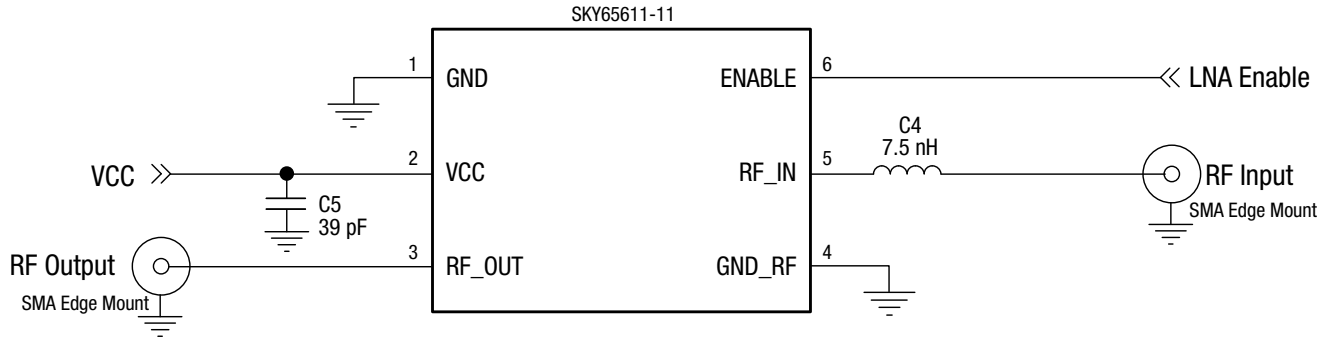 SKY65611-11
1
GND
ENABLE
6
LNA Enable
C4
7.5 nH
VCC
2
VCC
RF_IN
5
RF Input
SMA Edge Mount
C5
39 pF
RF Output
SMA Edge Mount
3
RF_OUT
GND_RF
4